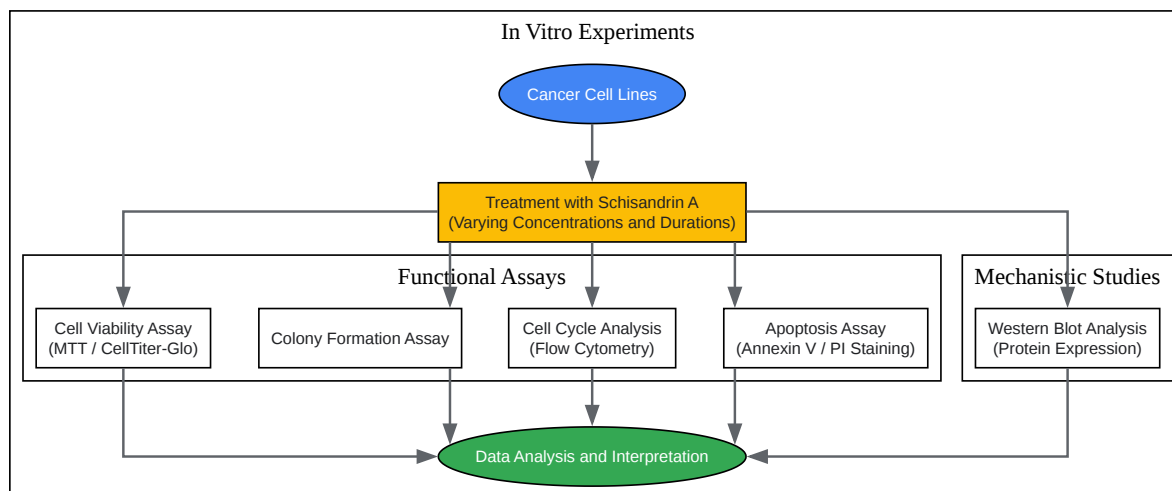 In Vitro Experiments
Cancer Cell Lines
Treatment with Schisandrin A
(Varying Concentrations and Durations)
Functional Assays
Mechanistic Studies
Cell Viability Assay
(MTT / CellTiter-Glo)
Colony Formation Assay
Cell Cycle Analysis
(Flow Cytometry)
Apoptosis Assay
(Annexin V / PI Staining)
Western Blot Analysis
(Protein Expression)
Data Analysis and Interpretation